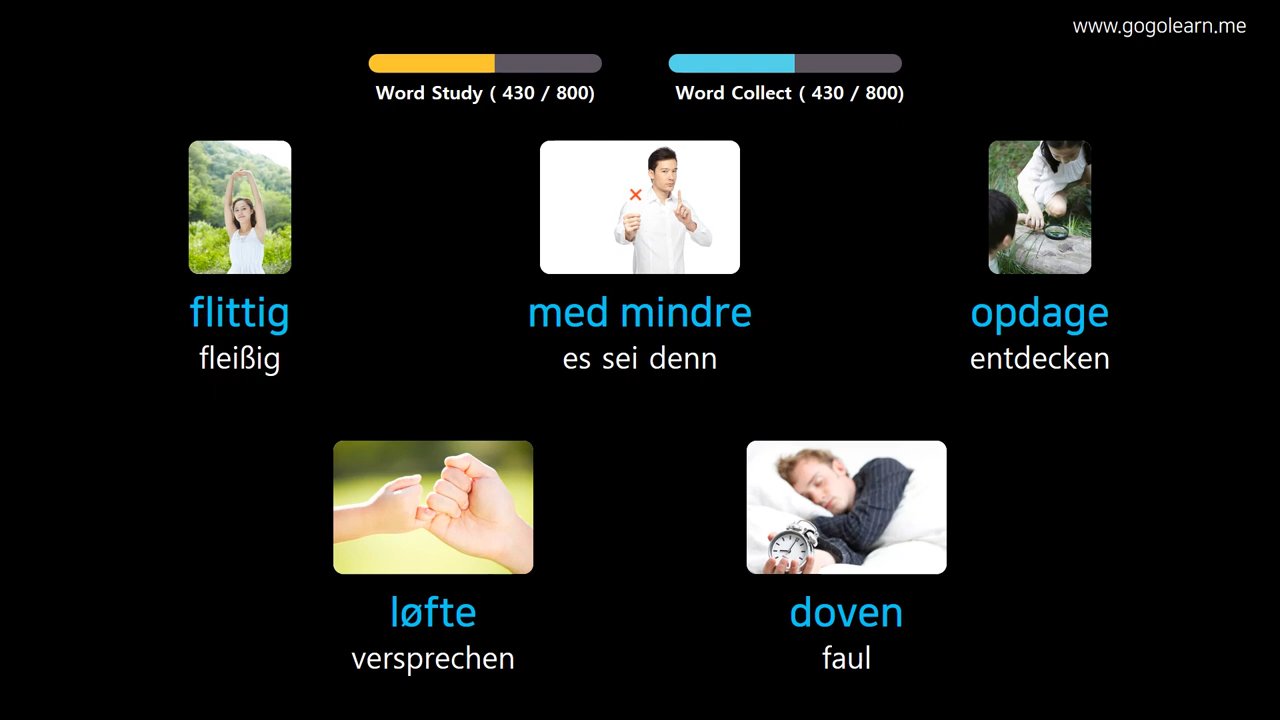 www.gogolearn.me
Word Study ( 430 / 800)
Word Collect ( 430 / 800)
flittig
fleißig
med mindre
es sei denn
opdage
entdecken
løfte
versprechen
doven
faul